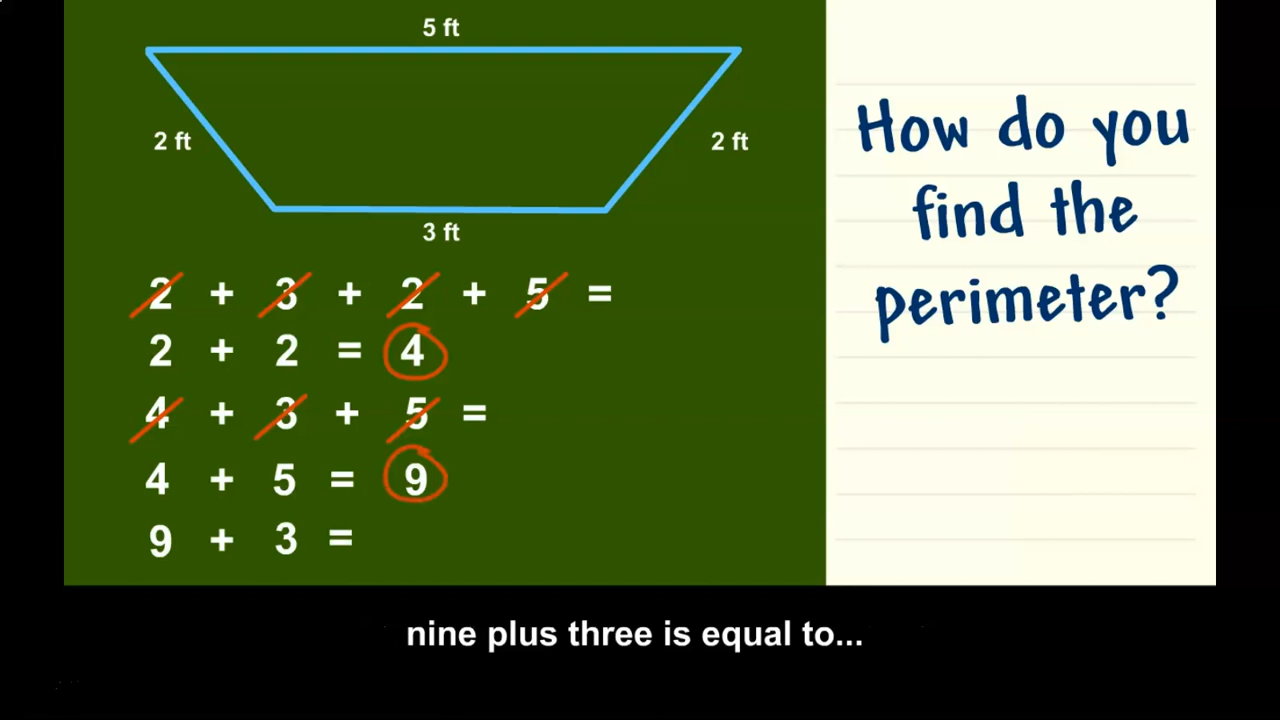 5 ft
2 ft
2 ft
3 ft
2 + 3 + 2 + 5 =
2 + 2 = 4
4 + 3 + 5 =
4 + 5 = 9
9 + 3 =
How do you
find the
perimeter?
nine plus three is equal to...